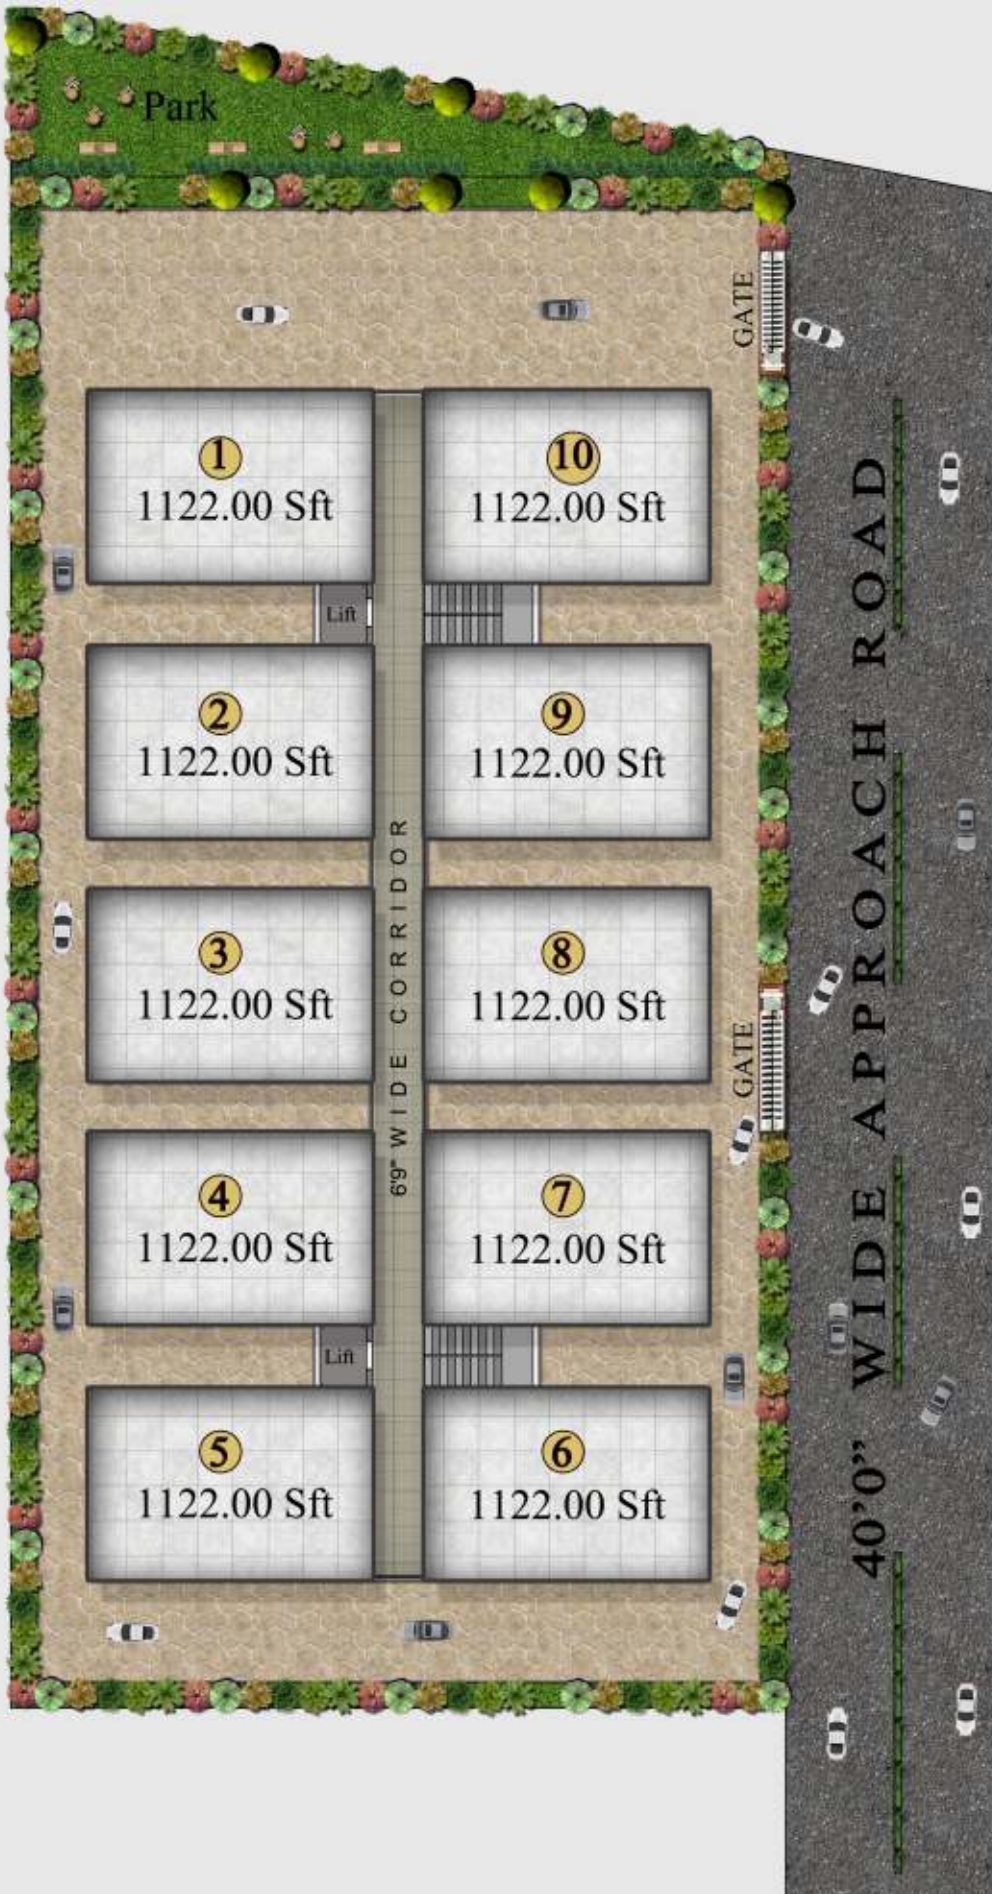 Park
GATE
1
1122.00 Sft
10
1122.00 Sft
Lift
2
1122.00 Sft
9
1122.00 Sft
3
1122.00 Sft
8
1122.00 Sft
6'9" WIDE CORRIDOR
GATE
4
1122.00 Sft
7
1122.00 Sft
Lift
5
1122.00 Sft
6
1122.00 Sft
40’0” WIDE APPROACH ROAD